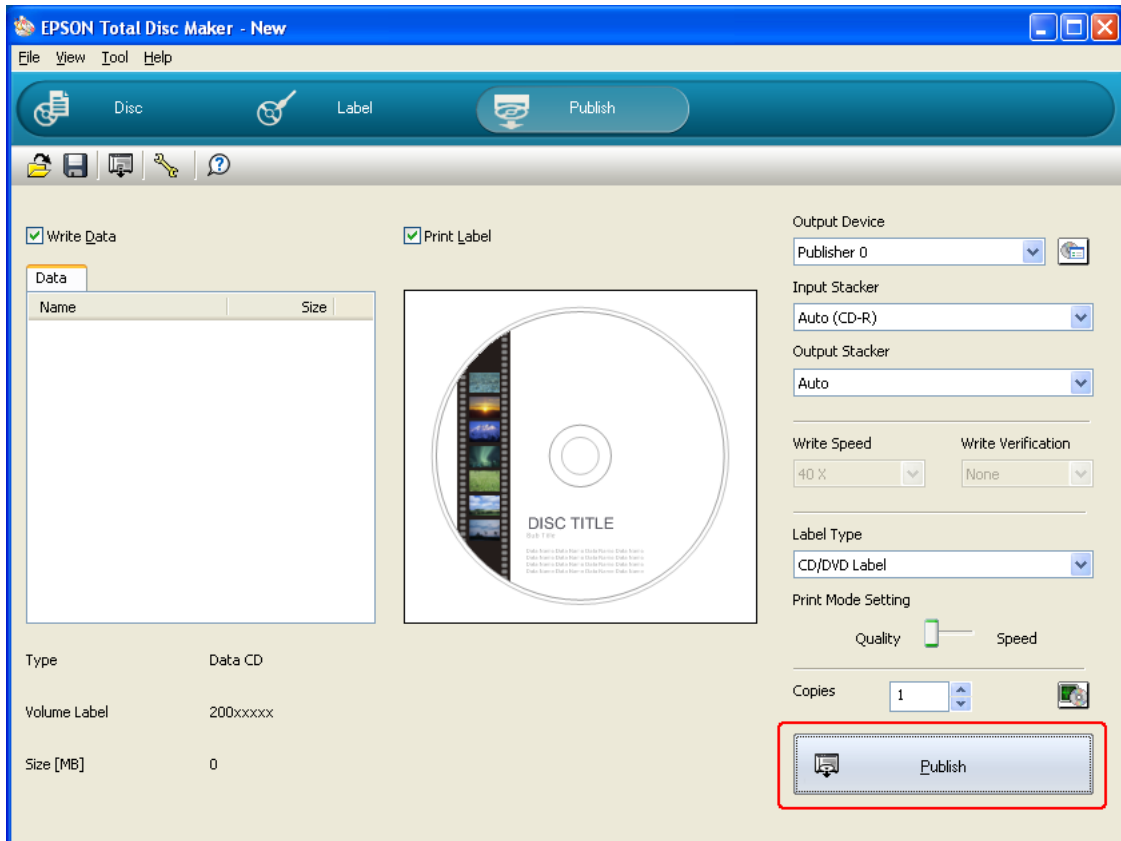 EPSON Total Disc Maker - New
File View Tool Help
Disc Label Publish
Write Data
Print Label
Data
Name Size
DISC TITLE
Type Data CD
Volume Label 200xxxxx
Size [MB] 0
Output Device
Publisher 0
Input Stacker
Auto (CD-R)
Output Stacker
Auto
Write Speed Write Verification
40 X None
Label Type
CD/DVD Label
Print Mode Setting
Quality Speed
Copies 1
Publish